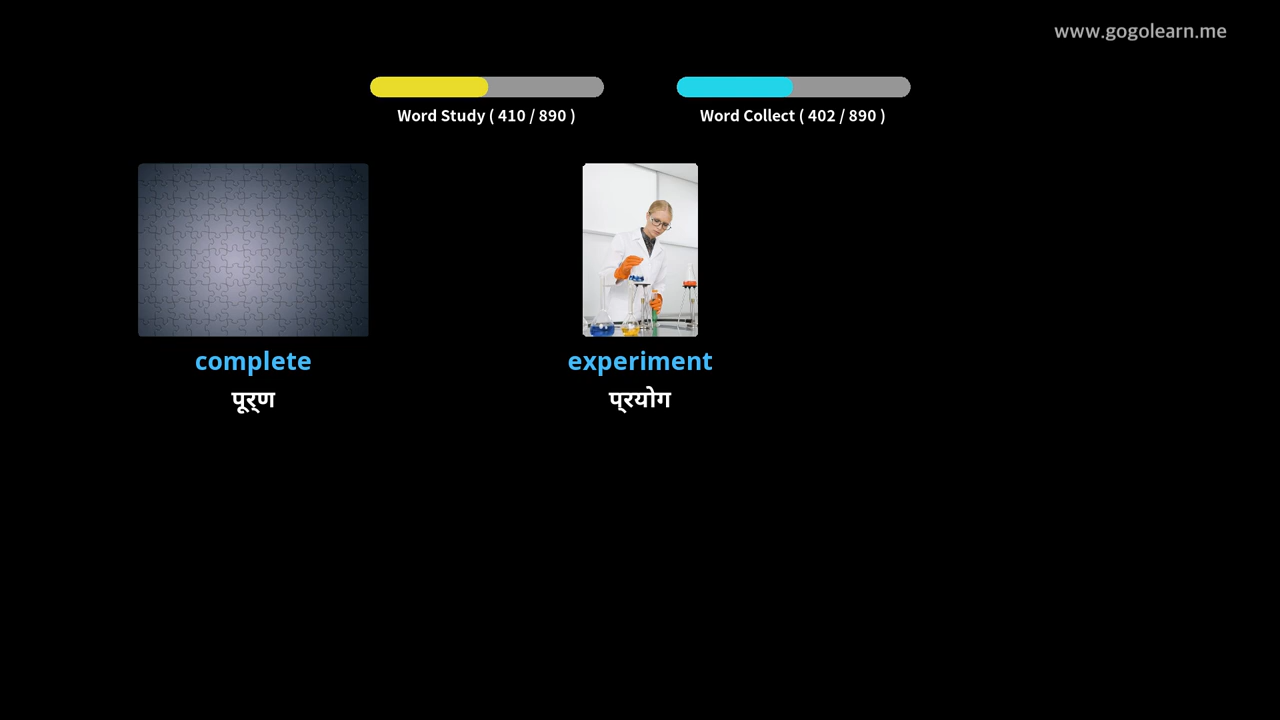 www.gogolearn.me
Word Study ( 410 / 890 )
Word Collect ( 402 / 890 )
complete
experiment
पूर्ण
प्रयोग